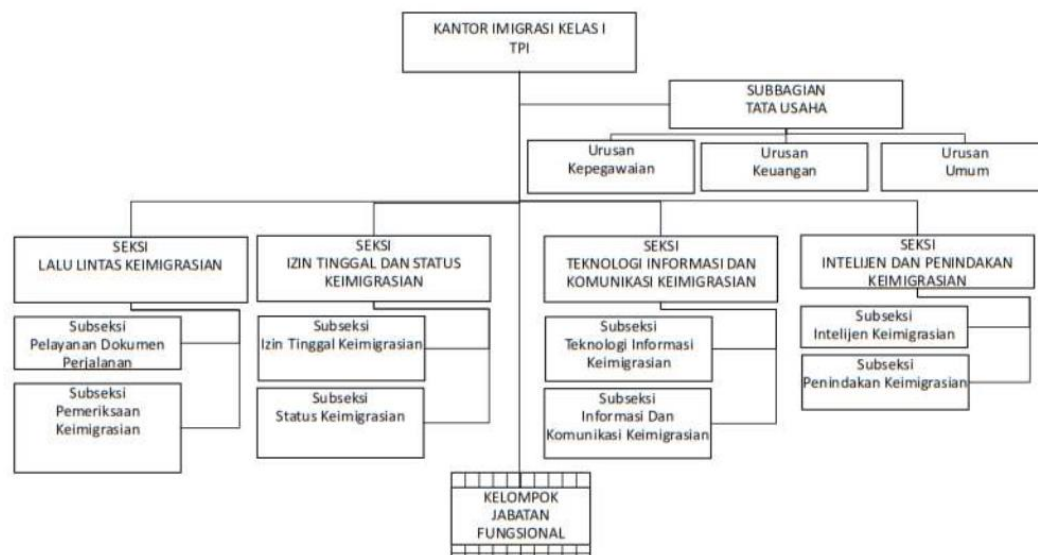 KANTOR IMIGRASI KELAS I
TPI
SUBBAGIAN
TATA USAHA
Urusan
Kepegawaian
Urusan
Keuangan
Urusan
Umum
SEKSI
LALU LINTAS KEIMIGRASIAN
SEKSI
IZIN TINGGAL DAN STATUS
KEIMIGRASIAN
SEKSI
TEKNOLOGI INFORMASI DAN
KOMUNIKASI KEIMIGRASIAN
SEKSI
INTELIJEN DAN PENINDAKAN
KEIMIGRASIAN
Subseksi
Pelayanan Dokumen
Perjalanan
Subseksi
Izin Tinggal Keimigrasian
Subseksi
Teknologi Informasi
Keimigrasian
Subseksi
Intelijen Keimigrasian
Subseksi
Pemeriksaan
Keimigrasian
Subseksi
Status Keimigrasian
Subseksi
Informasi Dan
Komunikasi Keimigrasian
Subseksi
Penindakan Keimigrasian
KELOMPOK
JABATAN
FUNGSIONAL